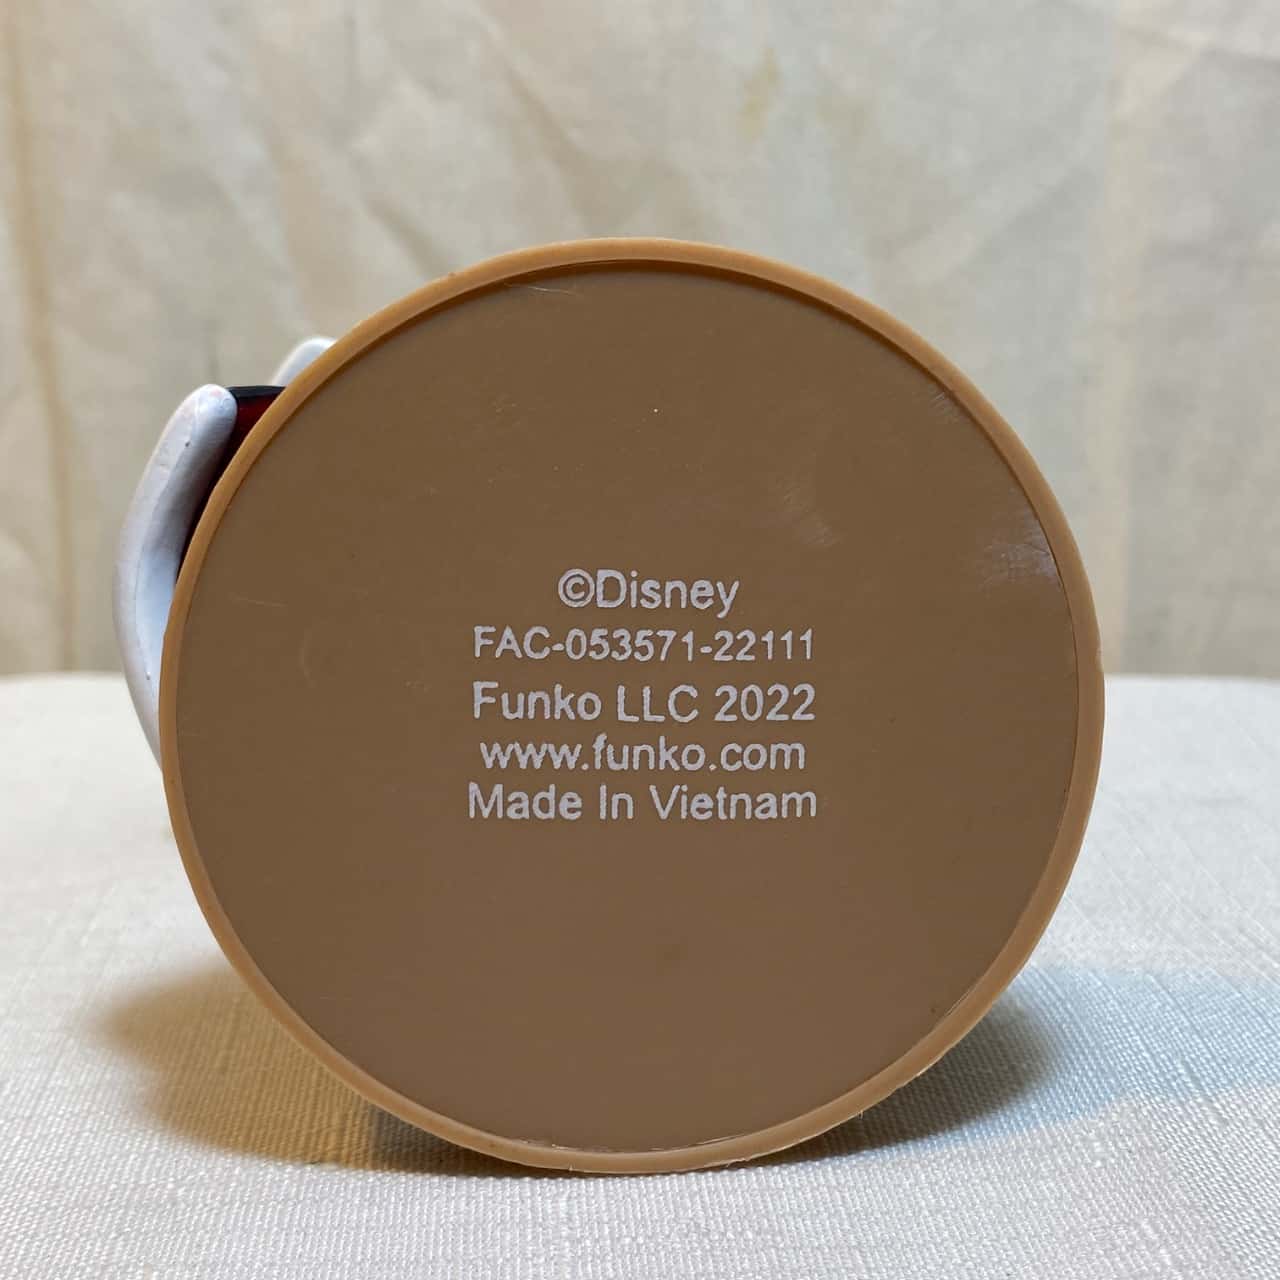 ©Disney
FAC-053571-22111
Funko LLC 2022
www.funko.com
Made In Vietnam